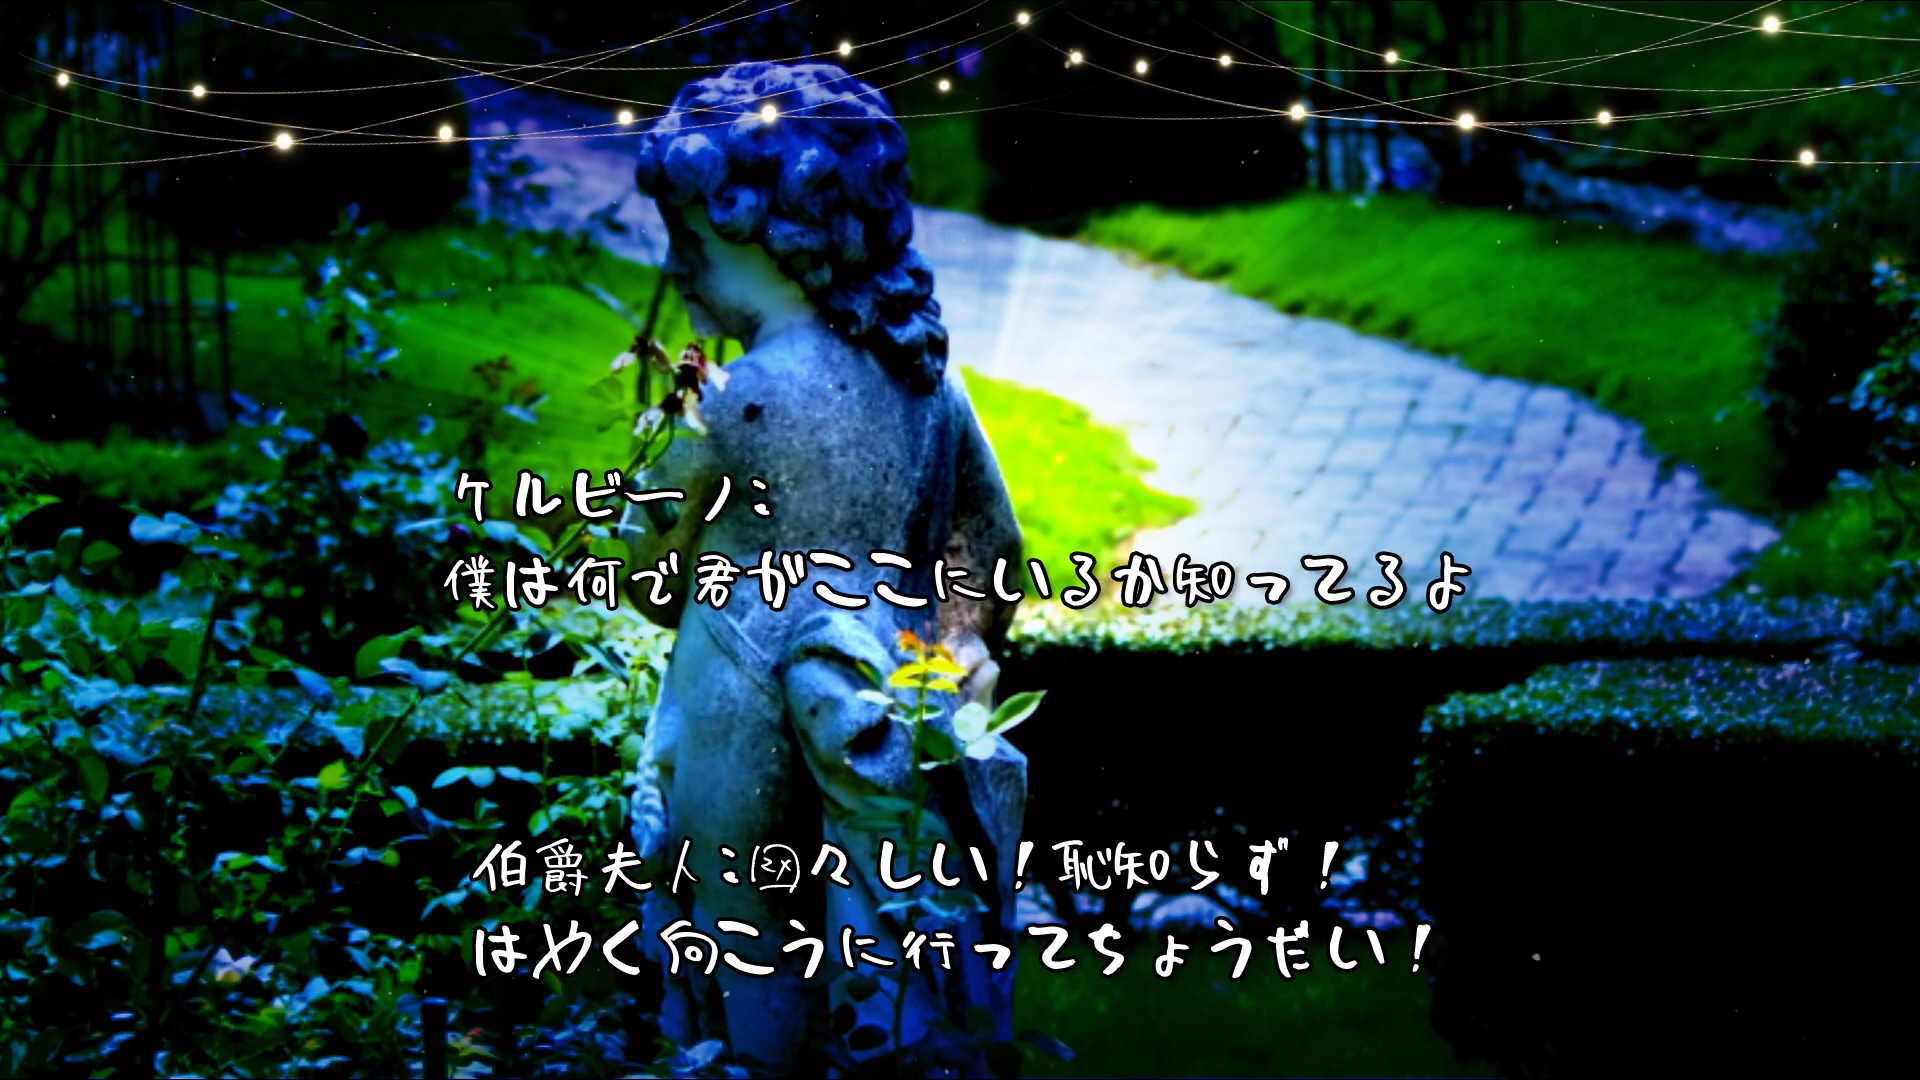 ケルビーノ:
僕は何で君がここにいるか知ってるよ
伯爵夫人:図々しい!恥知らず!
はやく向こうに行ってちょうだい!